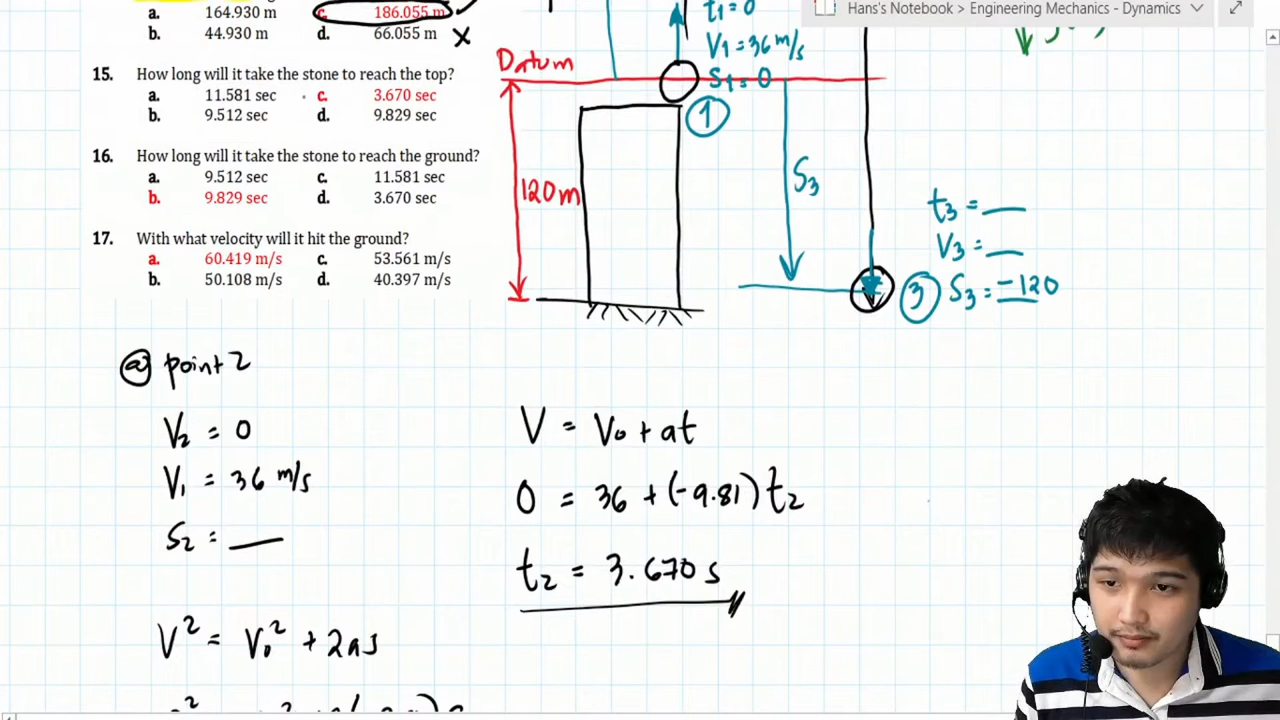 a. 164.930 m c. 186.055 m
b. 44.930 m d. 66.055 m X
15. How long will it take the stone to reach the top?
a. 11.581 sec c. 3.670 sec
b. 9.512 sec d. 9.829 sec
16. How long will it take the stone to reach the ground?
a. 9.512 sec c. 11.581 sec
b. 9.829 sec d. 3.670 sec
17. With what velocity will it hit the ground?
a. 60.419 m/s c. 53.561 m/s
b. 50.108 m/s d. 40.397 m/s
Hans's Notebook > Engineering Mechanics - Dynamics
t1 = 0
V1 = 36 m/s
S1 = 0
Datum
1
120m
S3
t3 = __
V3 = __
3 S3 = -120
@ point 2
V2 = 0
V1 = 36 m/s
S2 = __
V² = V0² + 2as
V = V0 + at
0 = 36 + (-9.81) t2
t2 = 3.670 s